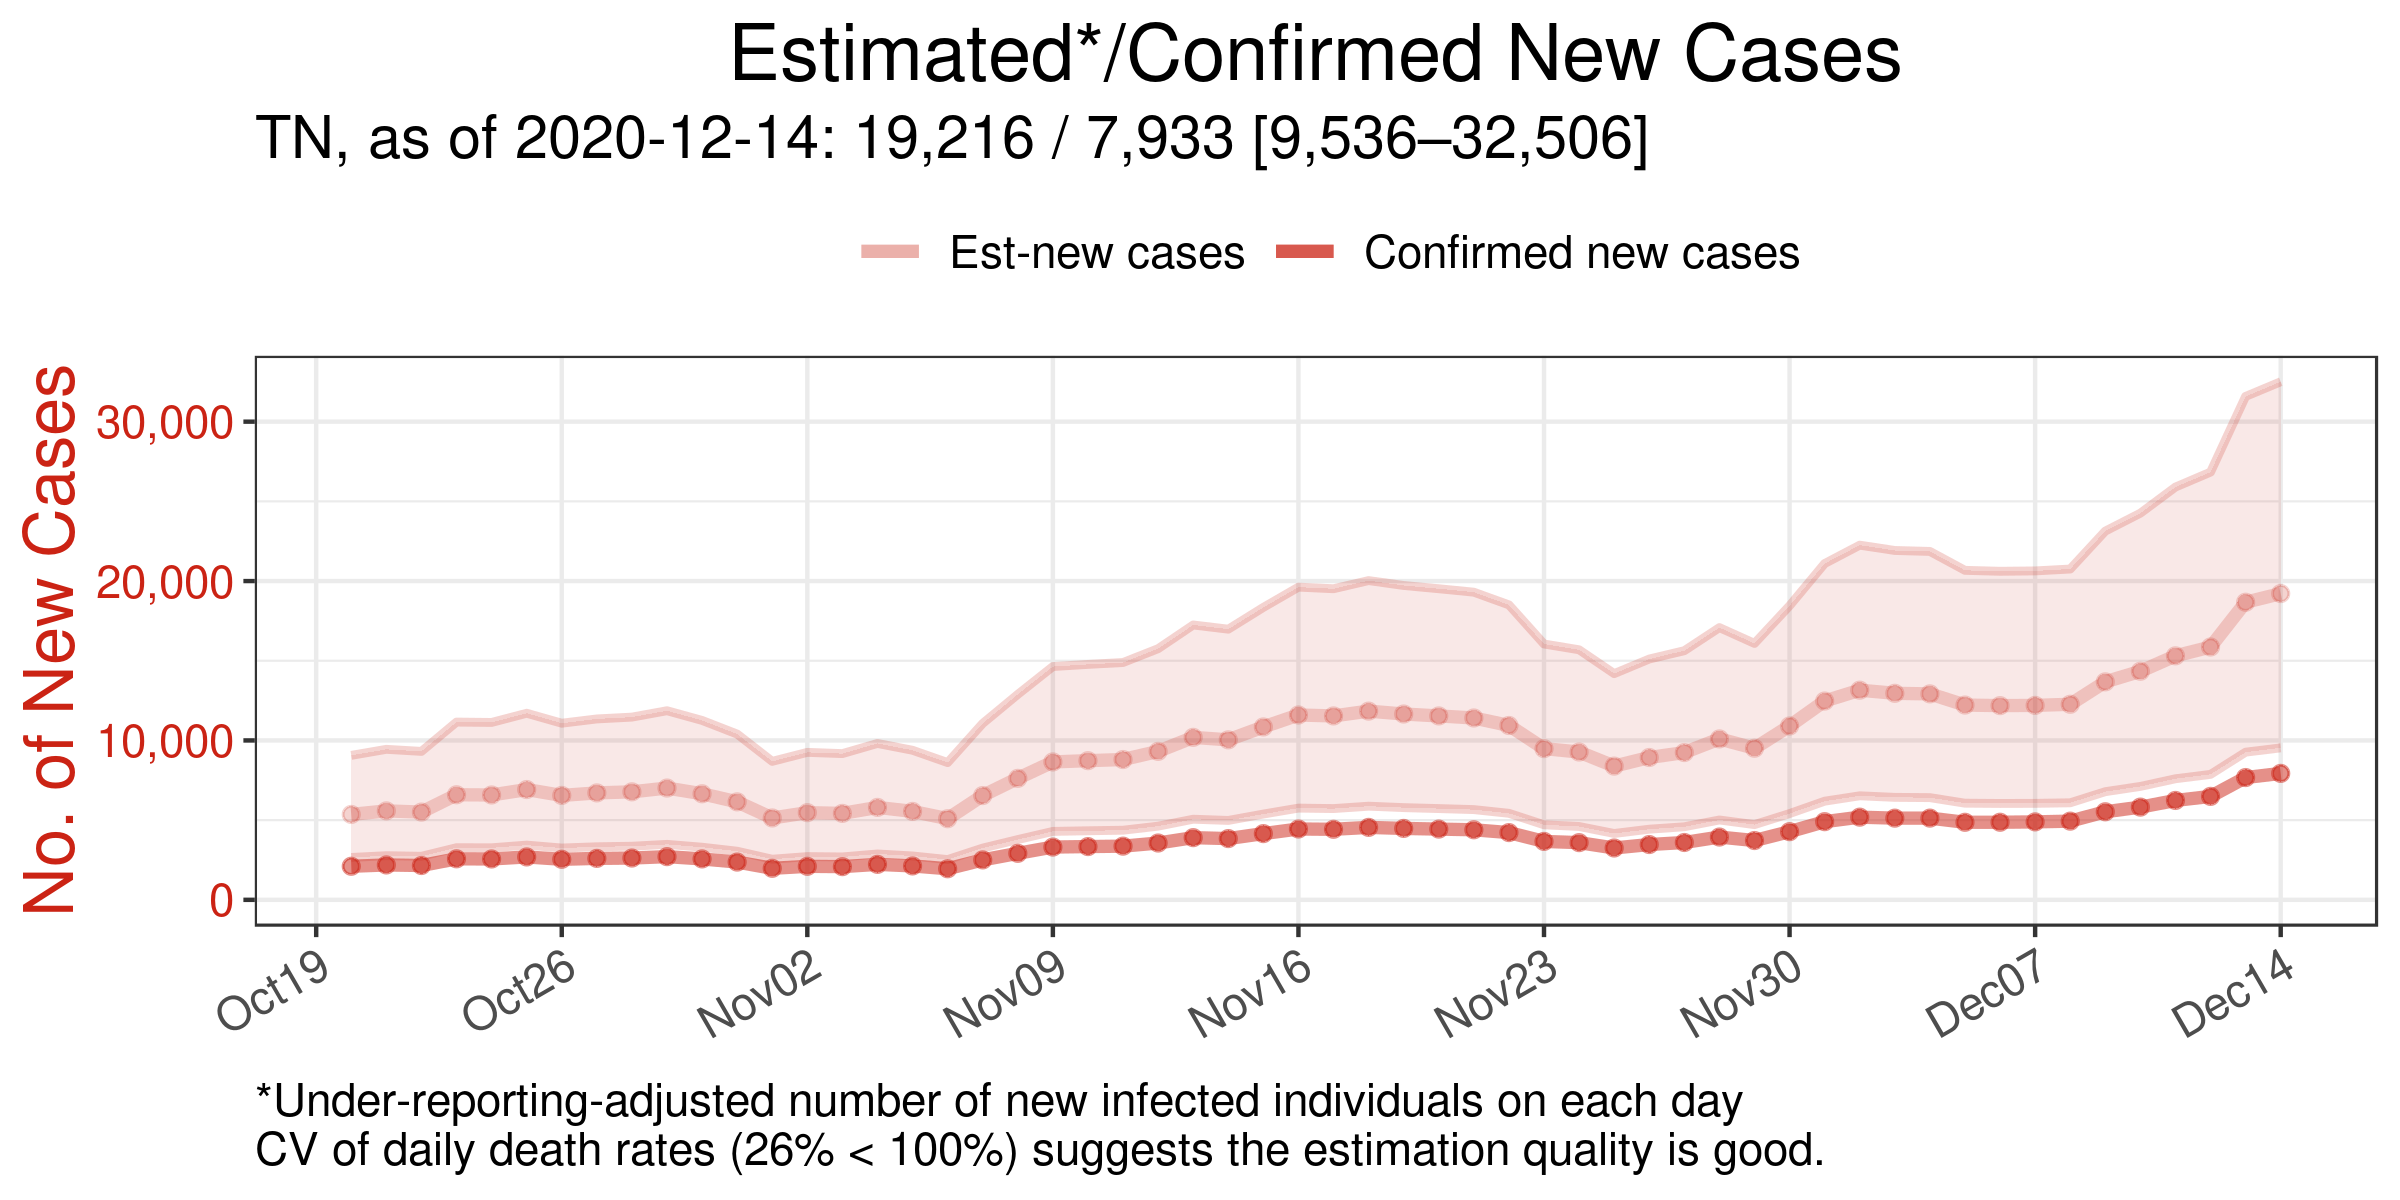 Estimated*/Confirmed New Cases
TN, as of 2020-12-14: 19,216 / 7,933 [9,536–32,506]
Est-new cases
Confirmed new cases
No. of New Cases
30,000
20,000
10,000
0
Oct19
Oct26
Nov02
Nov09
Nov16
Nov23
Nov30
Dec07
Dec14
*Under-reporting-adjusted number of new infected individuals on each day
CV of daily death rates (26% < 100%) suggests the estimation quality is good.